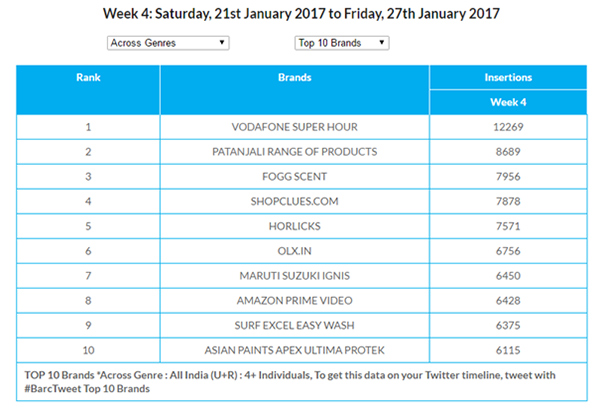 Week 4: Saturday, 21st January 2017 to Friday, 27th January 2017
Across Genres Top 10 Brands
Rank Brands Insertions
Week 4
1 VODAFONE SUPER HOUR 12269
2 PATANJALI RANGE OF PRODUCTS 8689
3 FOGG SCENT 7956
4 SHOPCLUES.COM 7878
5 HORLICKS 7571
6 OLX.IN 6756
7 MARUTI SUZUKI IGNIS 6450
8 AMAZON PRIME VIDEO 6428
9 SURF EXCEL EASY WASH 6375
10 ASIAN PAINTS APEX ULTIMA PROTEK 6115
TOP 10 Brands *Across Genre : All India (U+R) : 4+ Individuals, To get this data on your Twitter timeline, tweet with
#BarcTweet Top 10 Brands